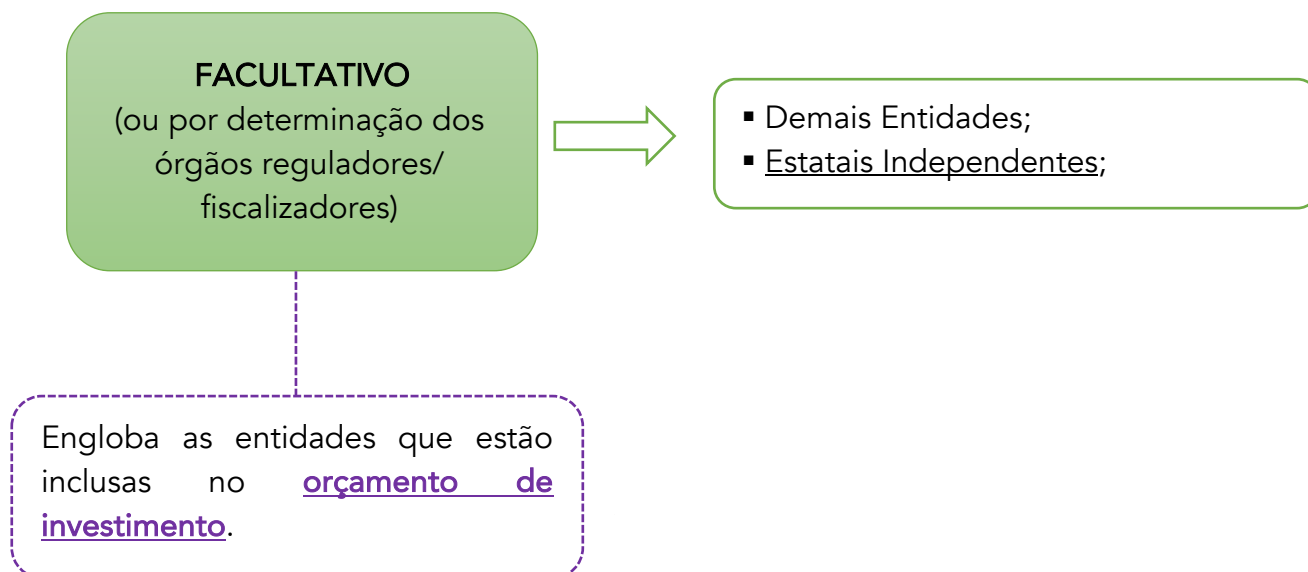 FACULTATIVO
(ou por determinação dos
órgãos reguladores/
fiscalizadores)
▪ Demais Entidades;
▪ Estatais Independentes;
Engloba as entidades que estão
inclusas no orçamento de
investimento.